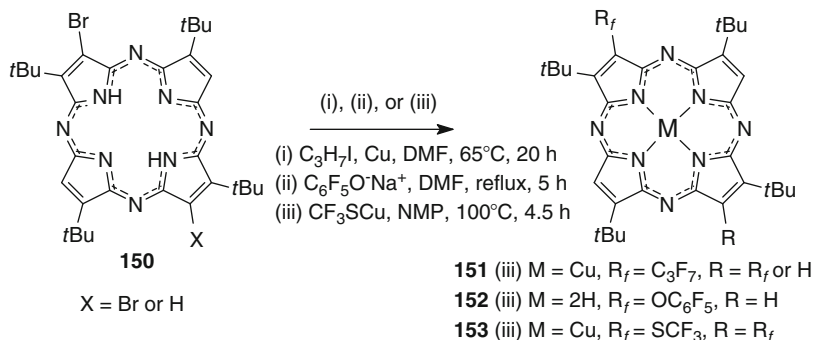 Br
tBu
tBu
N
NH
N
N
N
N
HN
N
tBu
tBu
X
150
X = Br or H
(i), (ii), or (iii)
(i) C3H7I, Cu, DMF, 65°C, 20 h
(ii) C6F5O-Na+, DMF, reflux, 5 h
(iii) CF3SCu, NMP, 100°C, 4.5 h
Rf
tBu
tBu
N
N
N
N
M
N
N
N
N
tBu
tBu
R
151 (iii) M = Cu, Rf = C3F7, R = Rf or H
152 (iii) M = 2H, Rf = OC6F5, R = H
153 (iii) M = Cu, Rf = SCF3, R = Rf